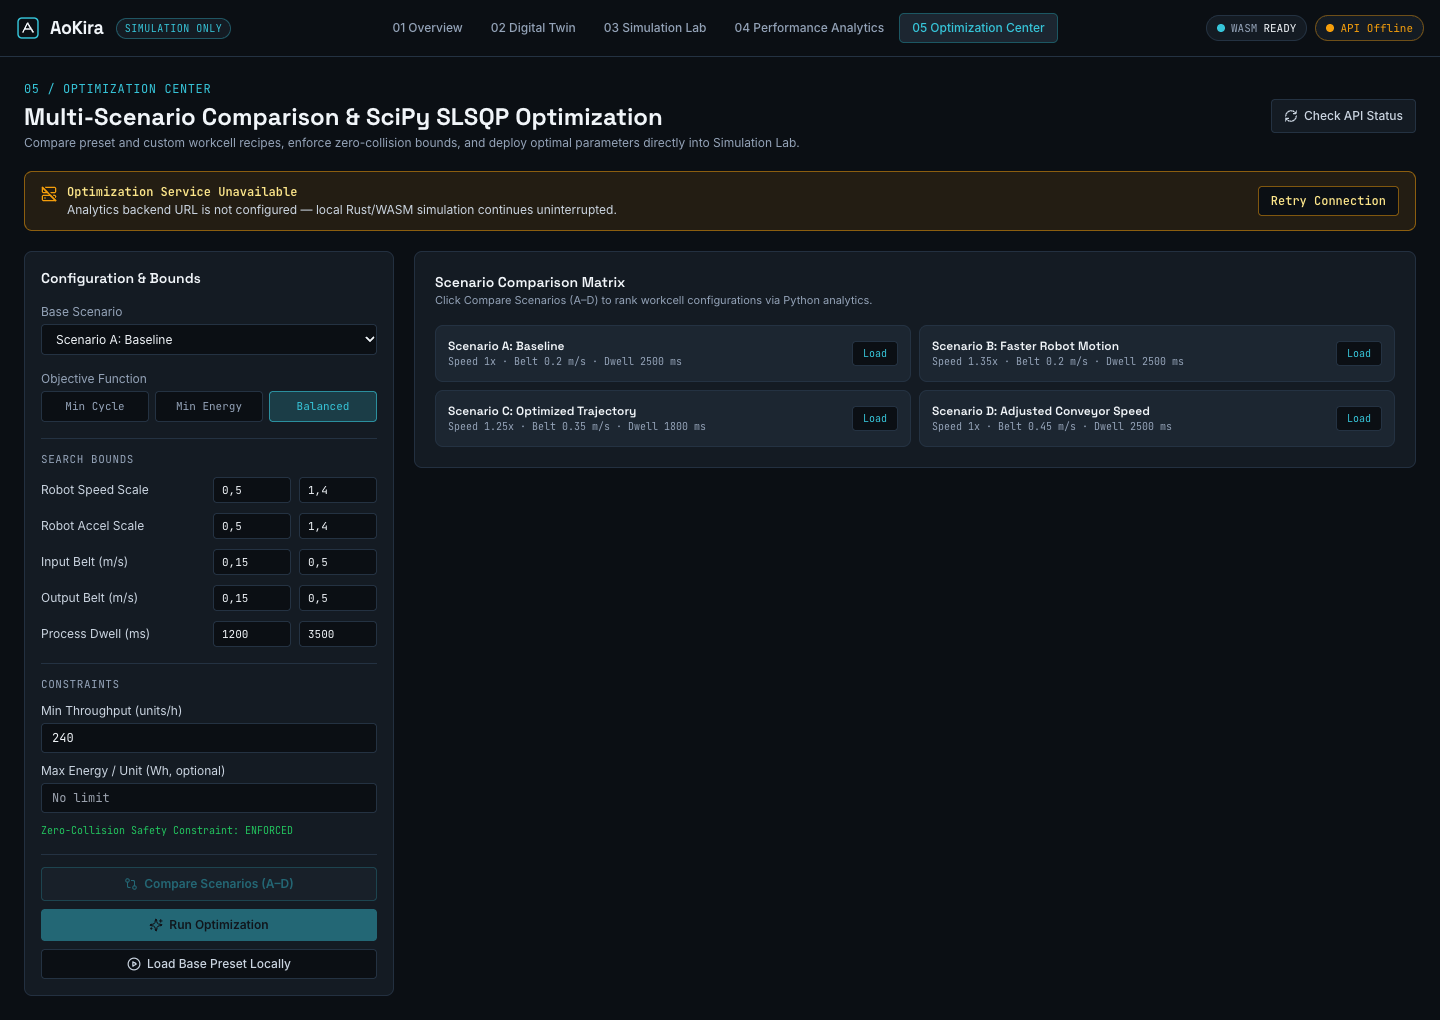 AoKira
SIMULATION ONLY
01 Overview
02 Digital Twin
03 Simulation Lab
04 Performance Analytics
05 Optimization Center
WASM READY
API Offline
05 / OPTIMIZATION CENTER
Multi-Scenario Comparison & SciPy SLSQP Optimization
Compare preset and custom workcell recipes, enforce zero-collision bounds, and deploy optimal parameters directly into Simulation Lab.
Check API Status
Optimization Service Unavailable
Analytics backend URL is not configured — local Rust/WASM simulation continues uninterrupted.
Retry Connection
Configuration & Bounds
Base Scenario
Scenario A: Baseline
Objective Function
Min Cycle
Min Energy
Balanced
SEARCH BOUNDS
Robot Speed Scale 0,5 1,4
Robot Accel Scale 0,5 1,4
Input Belt (m/s) 0,15 0,5
Output Belt (m/s) 0,15 0,5
Process Dwell (ms) 1200 3500
CONSTRAINTS
Min Throughput (units/h)
240
Max Energy / Unit (Wh, optional)
No limit
Zero-Collision Safety Constraint: ENFORCED
Compare Scenarios (A–D)
Run Optimization
Load Base Preset Locally
Scenario Comparison Matrix
Click Compare Scenarios (A–D) to rank workcell configurations via Python analytics.
Scenario A: Baseline
Speed 1x · Belt 0.2 m/s · Dwell 2500 ms
Load
Scenario B: Faster Robot Motion
Speed 1.35x · Belt 0.2 m/s · Dwell 2500 ms
Load
Scenario C: Optimized Trajectory
Speed 1.25x · Belt 0.35 m/s · Dwell 1800 ms
Load
Scenario D: Adjusted Conveyor Speed
Speed 1x · Belt 0.45 m/s · Dwell 2500 ms
Load